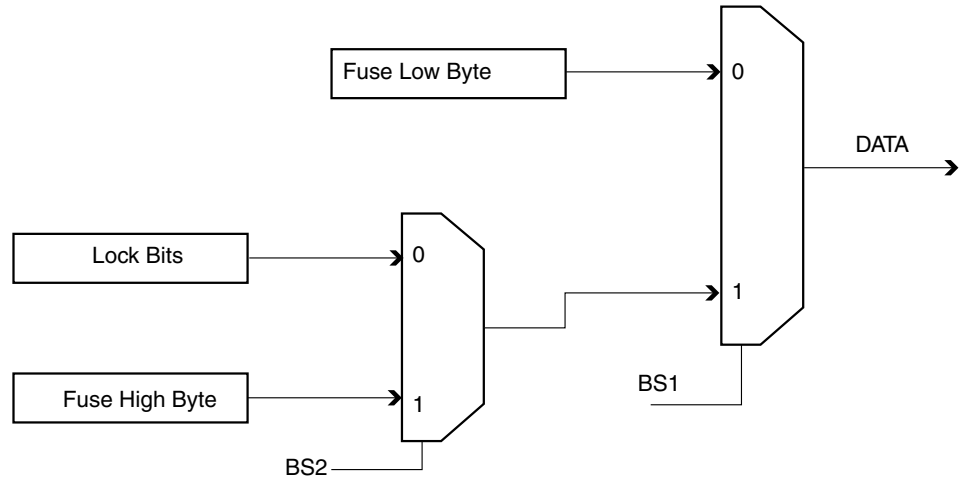 Fuse Low Byte
0
DATA
Lock Bits
0
1
BS1
Fuse High Byte
1
BS2